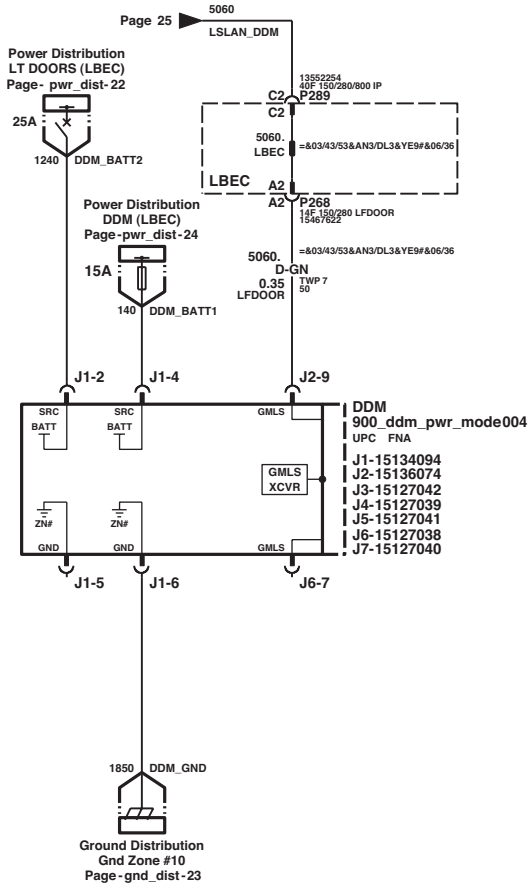 Page 25
5060
LSLAN_DDM
Power Distribution
LT DOORS (LBEC)
Page- pwr_dist-22
25A
1240
DDM_BATT2
13552254
40F 150/280/800 IP
C2 P289
C2
5060.
LBEC
=&03/43/53&AN3/DL3&YE9#&06/36
LBEC
A2
A2 P268
14F 150/280 LFDOOR
15467622
Power Distribution
DDM (LBEC)
Page-pwr_dist-24
15A
140
DDM_BATT1
5060.
D-GN
0.35
LFDOOR
=&03/43/53&AN3/DL3&YE9#&06/36
TWP 7
50
J1-2
J1-4
J2-9
SRC
BATT
SRC
BATT
GMLS
GMLS
XCVR
ZN#
GND
ZN#
GND
GMLS
DDM
900_ddm_pwr_mode004
UPC FNA
J1-15134094
J2-15136074
J3-15127042
J4-15127039
J5-15127041
J6-15127038
J7-15127040
J1-5
J1-6
J6-7
1850
DDM_GND
Ground Distribution
Gnd Zone #10
Page-gnd_dist-23